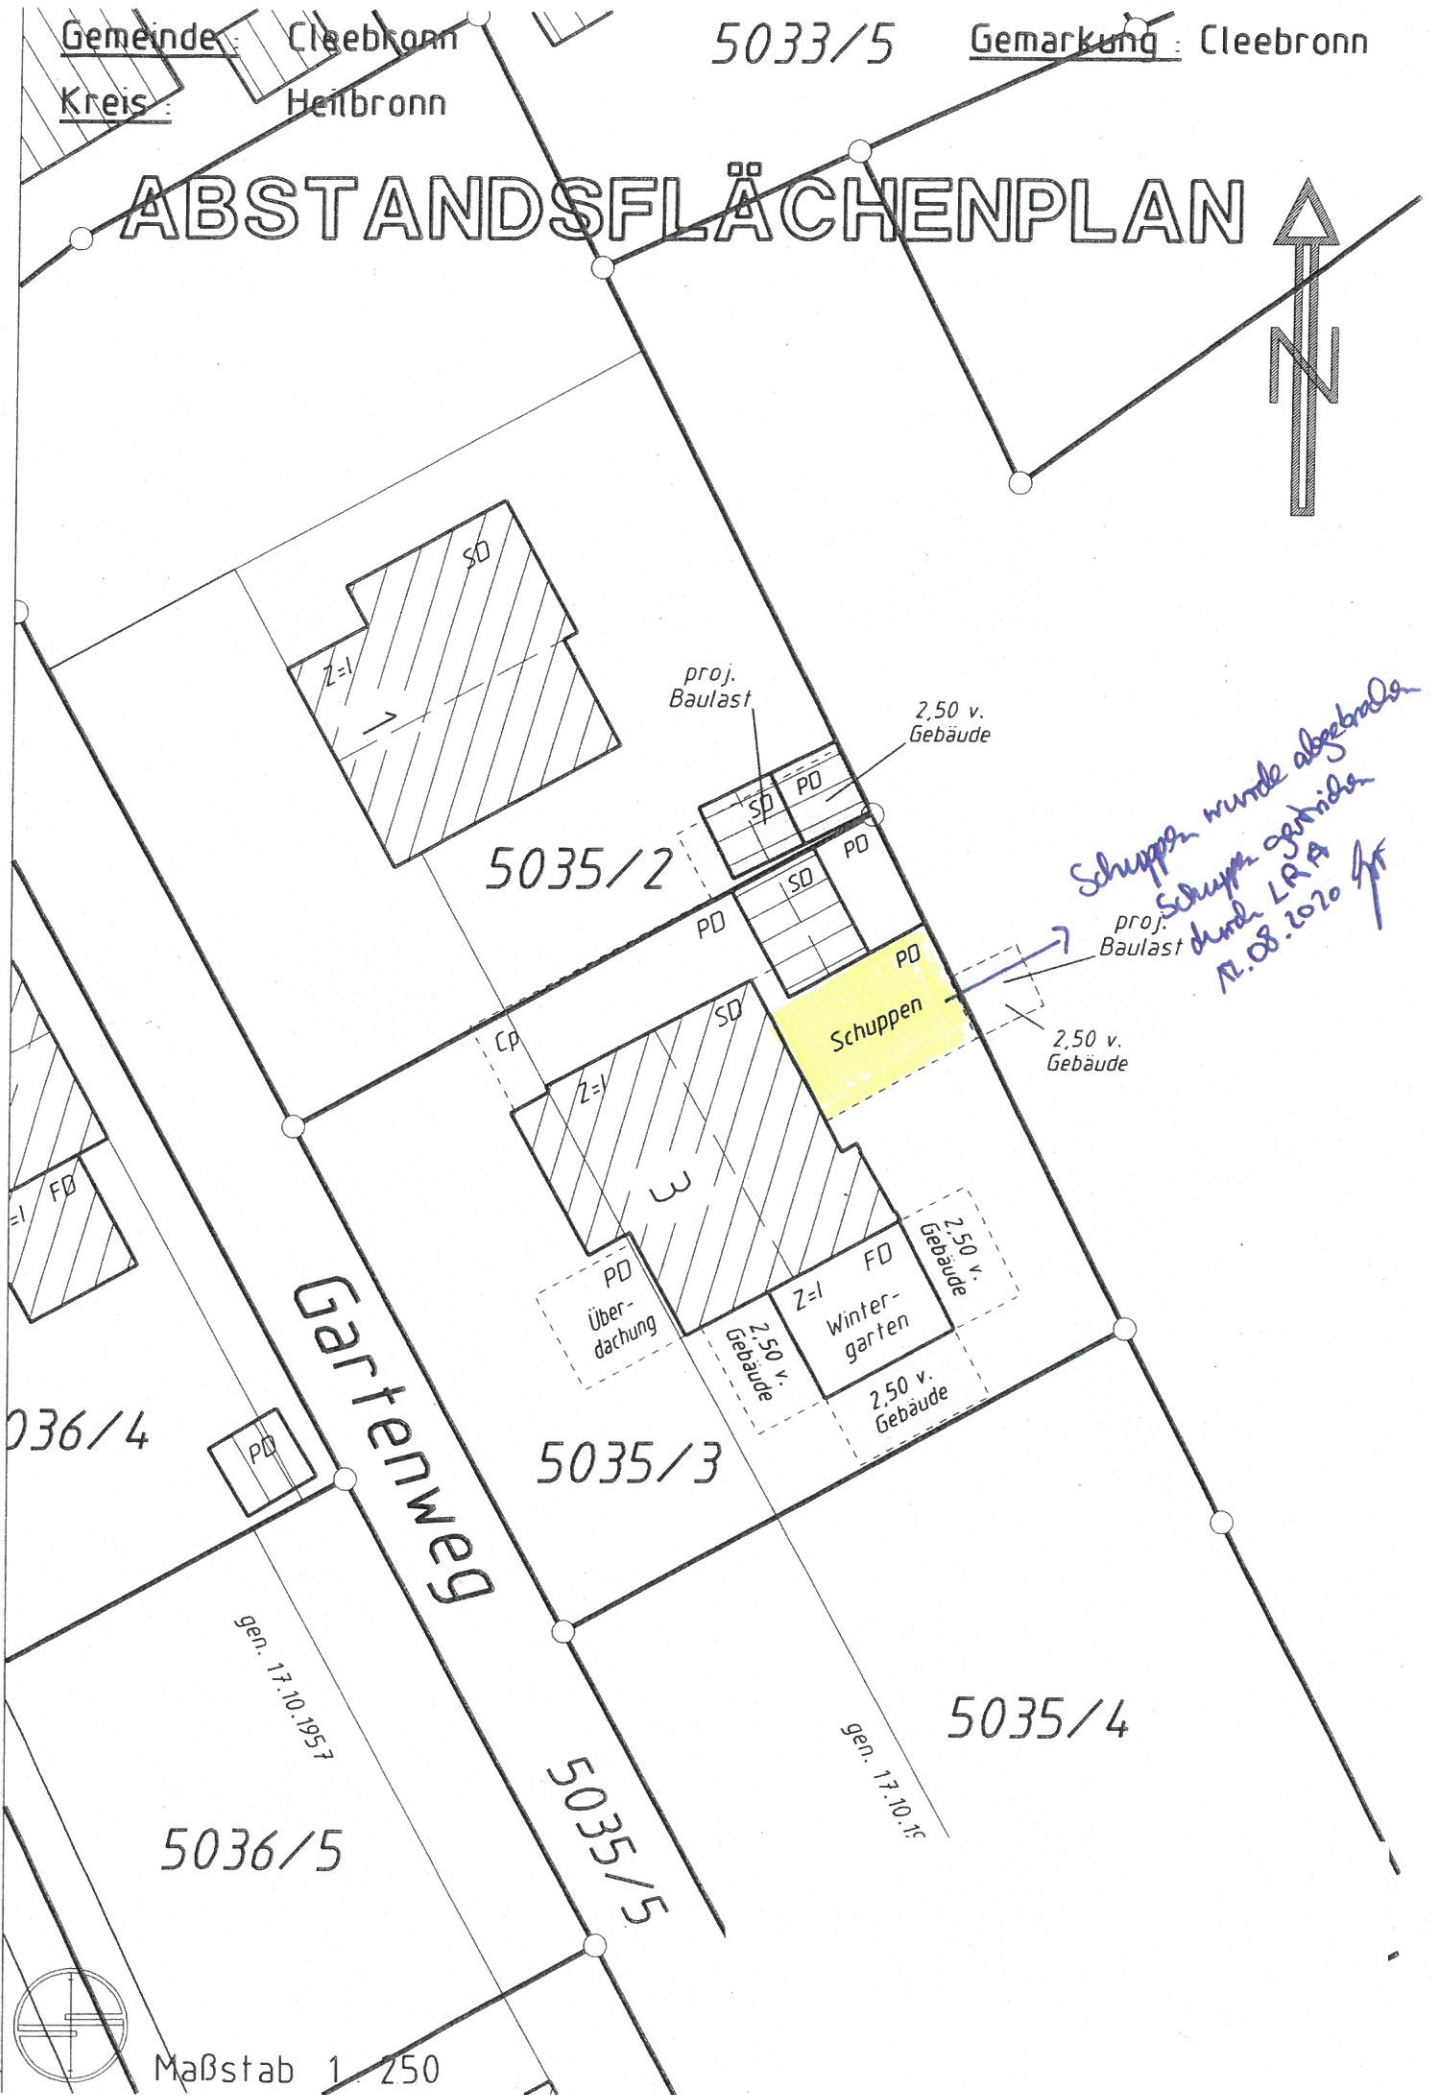 Gemeinde : Cleebronn
5033/5
Gemarkung : Cleebronn
Kreis : Heilbronn
ABSTANDSFLÄCHENPLAN
N
SD
Z=I
1
proj.
Baulast
2,50 v.
Gebäude
SD
PD
5035/2
PD
SD
PD
PD
Schuppen
Schuppen wurde abgebrochen
Schuppen gestrichen
durch LRA
12.08.2020
proj.
Baulast
2,50 v.
Gebäude
Cp
SD
Z=I
3
FD
=I
PD
Über-
dachung
Z=I
FD
Winter-
garten
2,50 v.
Gebäude
2,50 v.
Gebäude
2,50 v.
Gebäude
Gartenweg
036/4
PD
5035/3
gen. 17.10.1957
5035/4
gen. 17.10.19
5035/5
5036/5
Maßstab 1 250